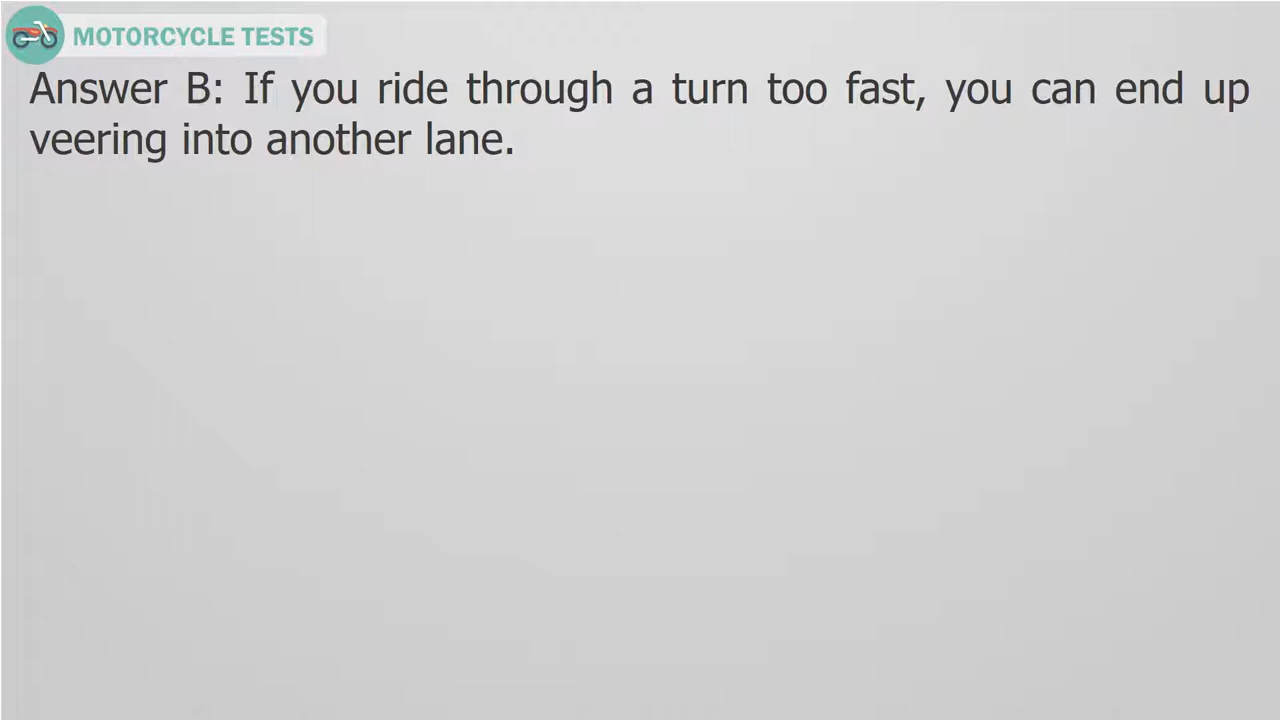 MOTORCYCLE TESTS
Answer B: If you ride through a turn too fast, you can end up
veering into another lane.